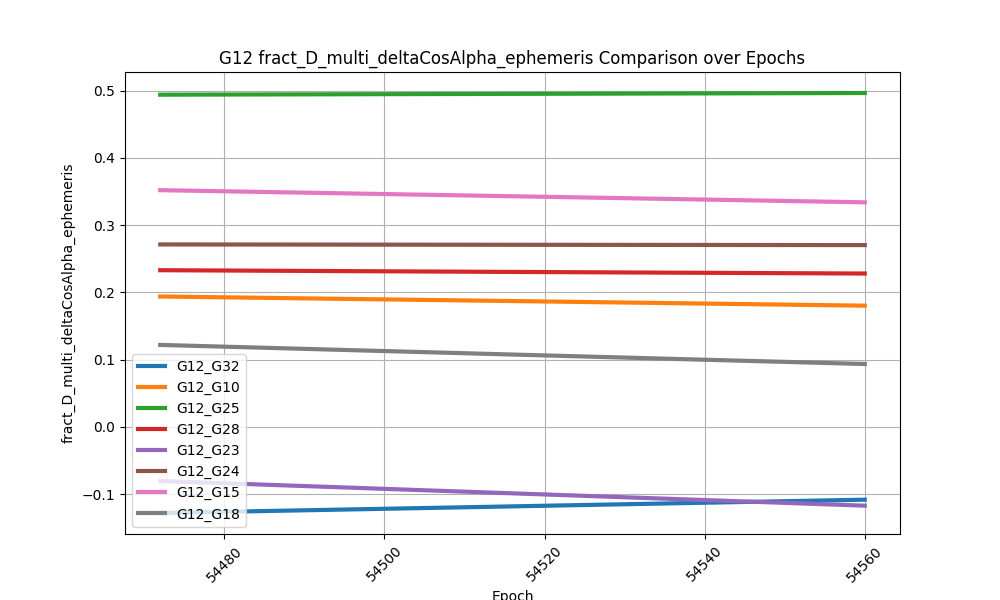 G12 fract_D_multi_deltaCosAlpha_ephemeris Comparison over Epochs
fract_D_multi_deltaCosAlpha_ephemeris
0.5
0.4
0.3
0.2
0.1
0.0
−0.1
G12_G32
G12_G10
G12_G25
G12_G28
G12_G23
G12_G24
G12_G15
G12_G18
54480
54500
54520
54540
54560
Epoch